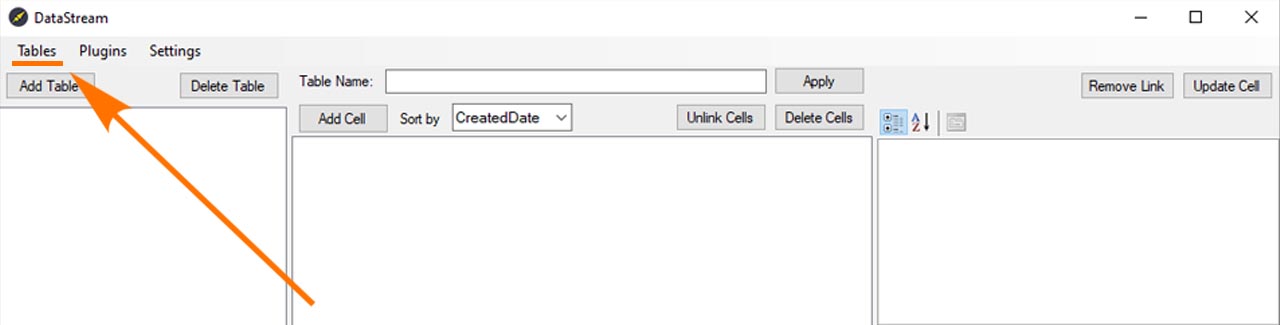 DataStream
Tables Plugins Settings
Add Table Delete Table Table Name: Apply Remove Link Update Cell
Add Cell Sort by CreatedDate Unlink Cells Delete Cells